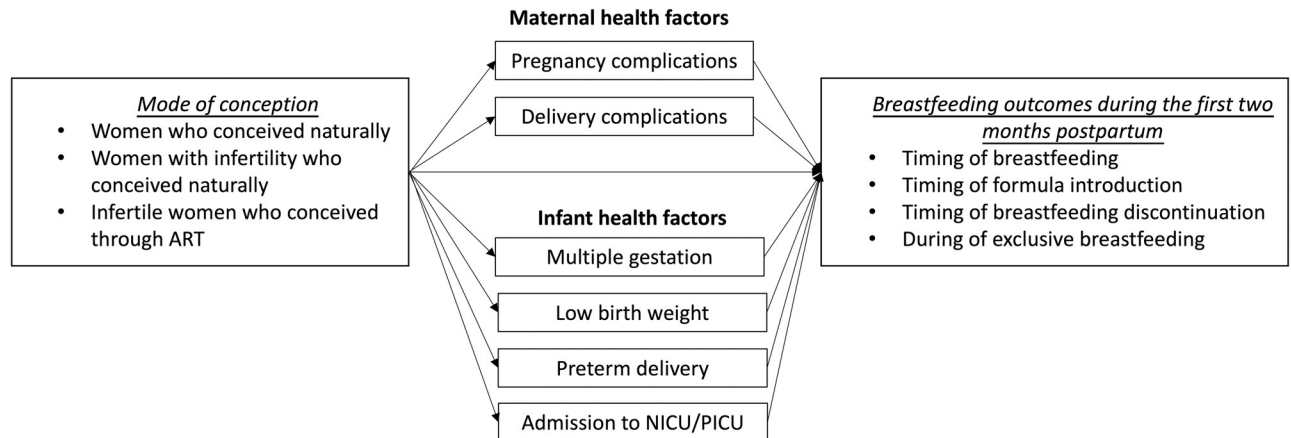 Mode of conception
• Women who conceived naturally
• Women with infertility who
conceived naturally
• Infertile women who conceived
through ART
Maternal health factors
Pregnancy complications
Delivery complications
Infant health factors
Multiple gestation
Low birth weight
Preterm delivery
Admission to NICU/PICU
Breastfeeding outcomes during the first two
months postpartum
• Timing of breastfeeding
• Timing of formula introduction
• Timing of breastfeeding discontinuation
• During of exclusive breastfeeding